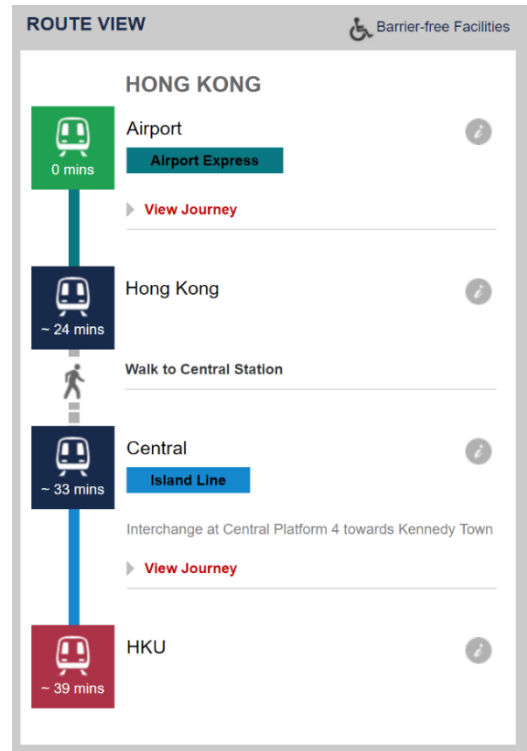 ROUTE VIEW
Barrier-free Facilities
HONG KONG
Airport
0 mins
Airport Express
View Journey
Hong Kong
~ 24 mins
Walk to Central Station
Central
~ 33 mins
Island Line
Interchange at Central Platform 4 towards Kennedy Town
View Journey
HKU
~ 39 mins